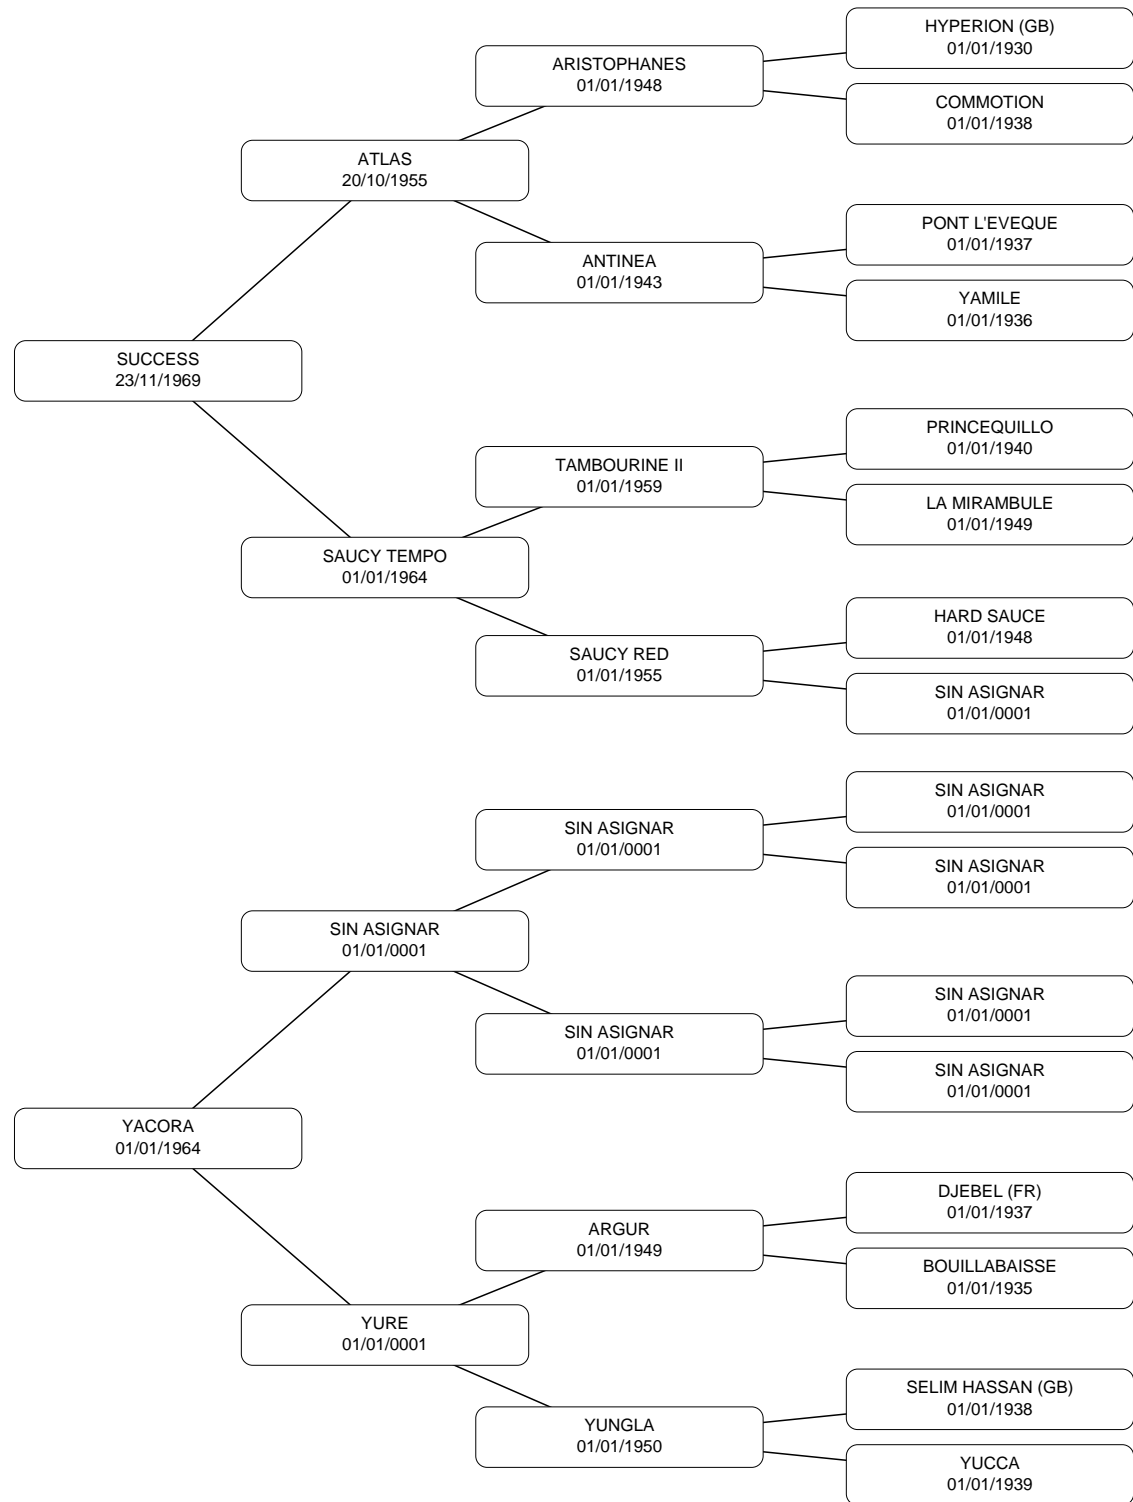 HYPERION (GB)
01/01/1930
ARISTOPHANES
01/01/1948
COMMOTION
01/01/1938
ATLAS
20/10/1955
PONT L'EVEQUE
01/01/1937
ANTINEA
01/01/1943
YAMILE
01/01/1936
SUCCESS
23/11/1969
PRINCEQUILLO
01/01/1940
TAMBOURINE II
01/01/1959
LA MIRAMBULE
01/01/1949
SAUCY TEMPO
01/01/1964
HARD SAUCE
01/01/1948
SAUCY RED
01/01/1955
SIN ASIGNAR
01/01/0001
SIN ASIGNAR
01/01/0001
SIN ASIGNAR
01/01/0001
SIN ASIGNAR
01/01/0001
SIN ASIGNAR
01/01/0001
SIN ASIGNAR
01/01/0001
SIN ASIGNAR
01/01/0001
SIN ASIGNAR
01/01/0001
YACORA
01/01/1964
DJEBEL (FR)
01/01/1937
ARGUR
01/01/1949
BOUILLABAISSE
01/01/1935
YURE
01/01/0001
SELIM HASSAN (GB)
01/01/1938
YUNGLA
01/01/1950
YUCCA
01/01/1939